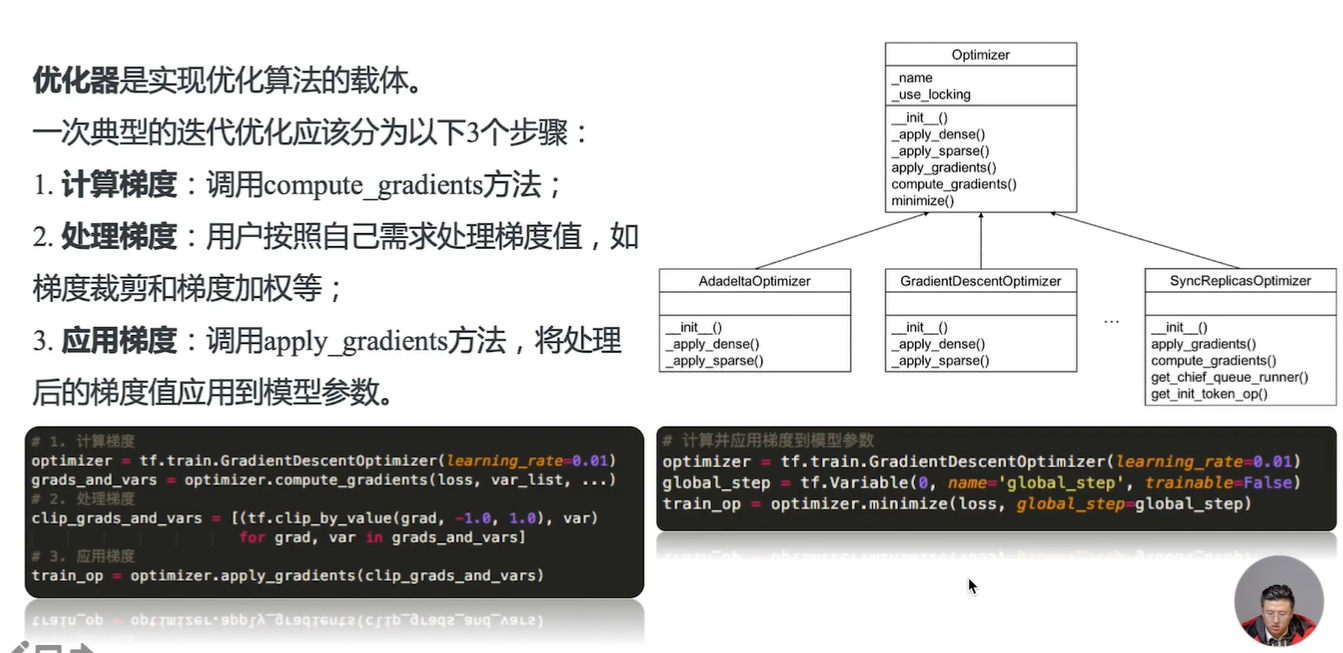 优化器是实现优化算法的载体。
一次典型的迭代优化应该分为以下3个步骤：
1. 计算梯度：调用compute_gradients方法；
2. 处理梯度：用户按照自己需求处理梯度值，如
梯度裁剪和梯度加权等；
3. 应用梯度：调用apply_gradients方法，将处理
后的梯度值应用到模型参数。
Optimizer
_name
_use_locking
__init__()
_apply_dense()
_apply_sparse()
apply_gradients()
compute_gradients()
minimize()
AdadeltaOptimizer
__init__()
_apply_dense()
_apply_sparse()
GradientDescentOptimizer
__init__()
_apply_dense()
_apply_sparse()
...
SyncReplicasOptimizer
__init__()
apply_gradients()
compute_gradients()
get_chief_queue_runner()
get_init_token_op()
# 1. 计算梯度
optimizer = tf.train.GradientDescentOptimizer(learning_rate=0.01)
grads_and_vars = optimizer.compute_gradients(loss, var_list, ...)
# 2. 处理梯度
clip_grads_and_vars = [(tf.clip_by_value(grad, -1.0, 1.0), var)
for grad, var in grads_and_vars]
# 3. 应用梯度
train_op = optimizer.apply_gradients(clip_grads_and_vars)
# 计算并应用梯度到模型参数
optimizer = tf.train.GradientDescentOptimizer(learning_rate=0.01)
global_step = tf.Variable(0, name='global_step', trainable=False)
train_op = optimizer.minimize(loss, global_step=global_step)